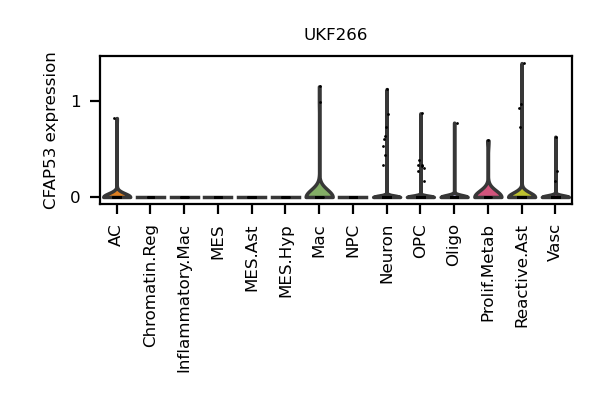 UKF266
CFAP53 expression
1
0
AC
Chromatin.Reg
Inflammatory.Mac
MES
MES.Ast
MES.Hyp
Mac
NPC
Neuron
OPC
Oligo
Prolif.Metab
Reactive.Ast
Vasc